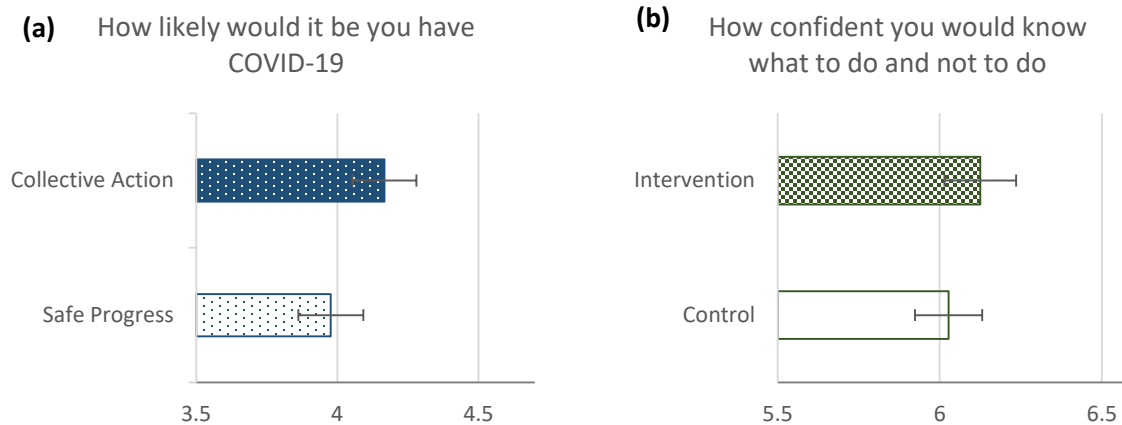 (a) How likely would it be you have
COVID-19
Collective Action
Safe Progress
3.5 4 4.5
(b) How confident you would know
what to do and not to do
Intervention
Control
5.5 6 6.5